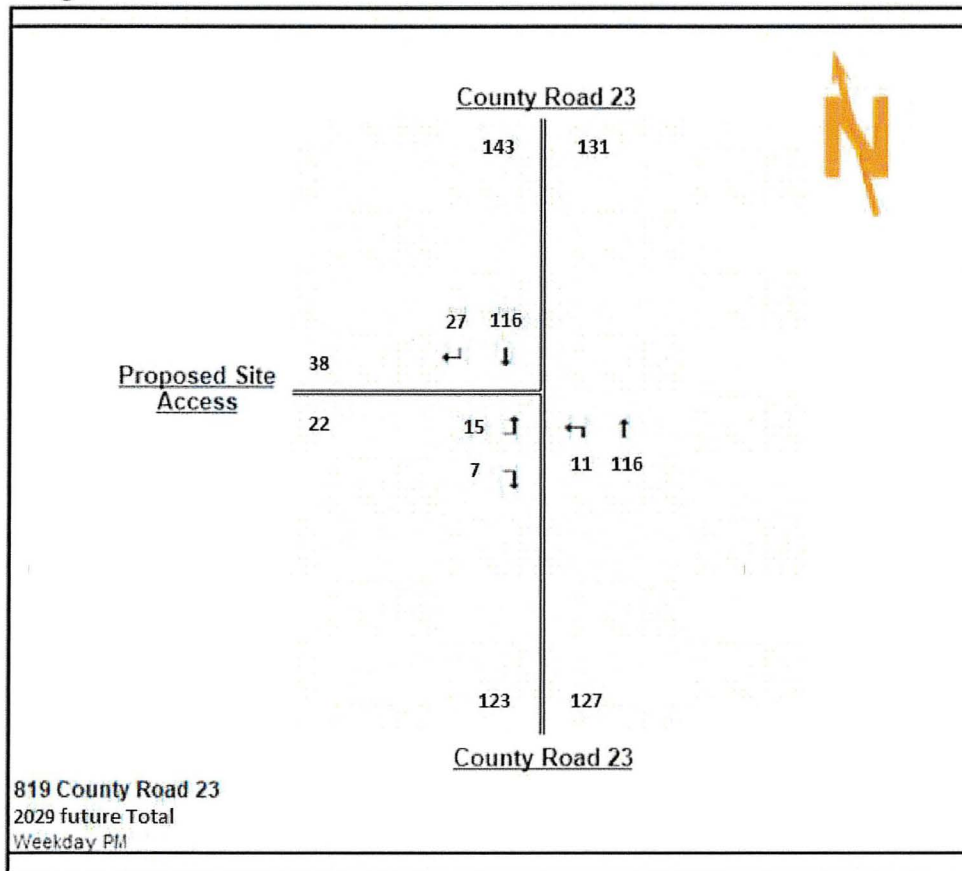 County Road 23
N
143 131
27 116
38
Proposed Site
Access
22
15
7
11 116
123 127
County Road 23
819 County Road 23
2029 future Total
Weekday PM